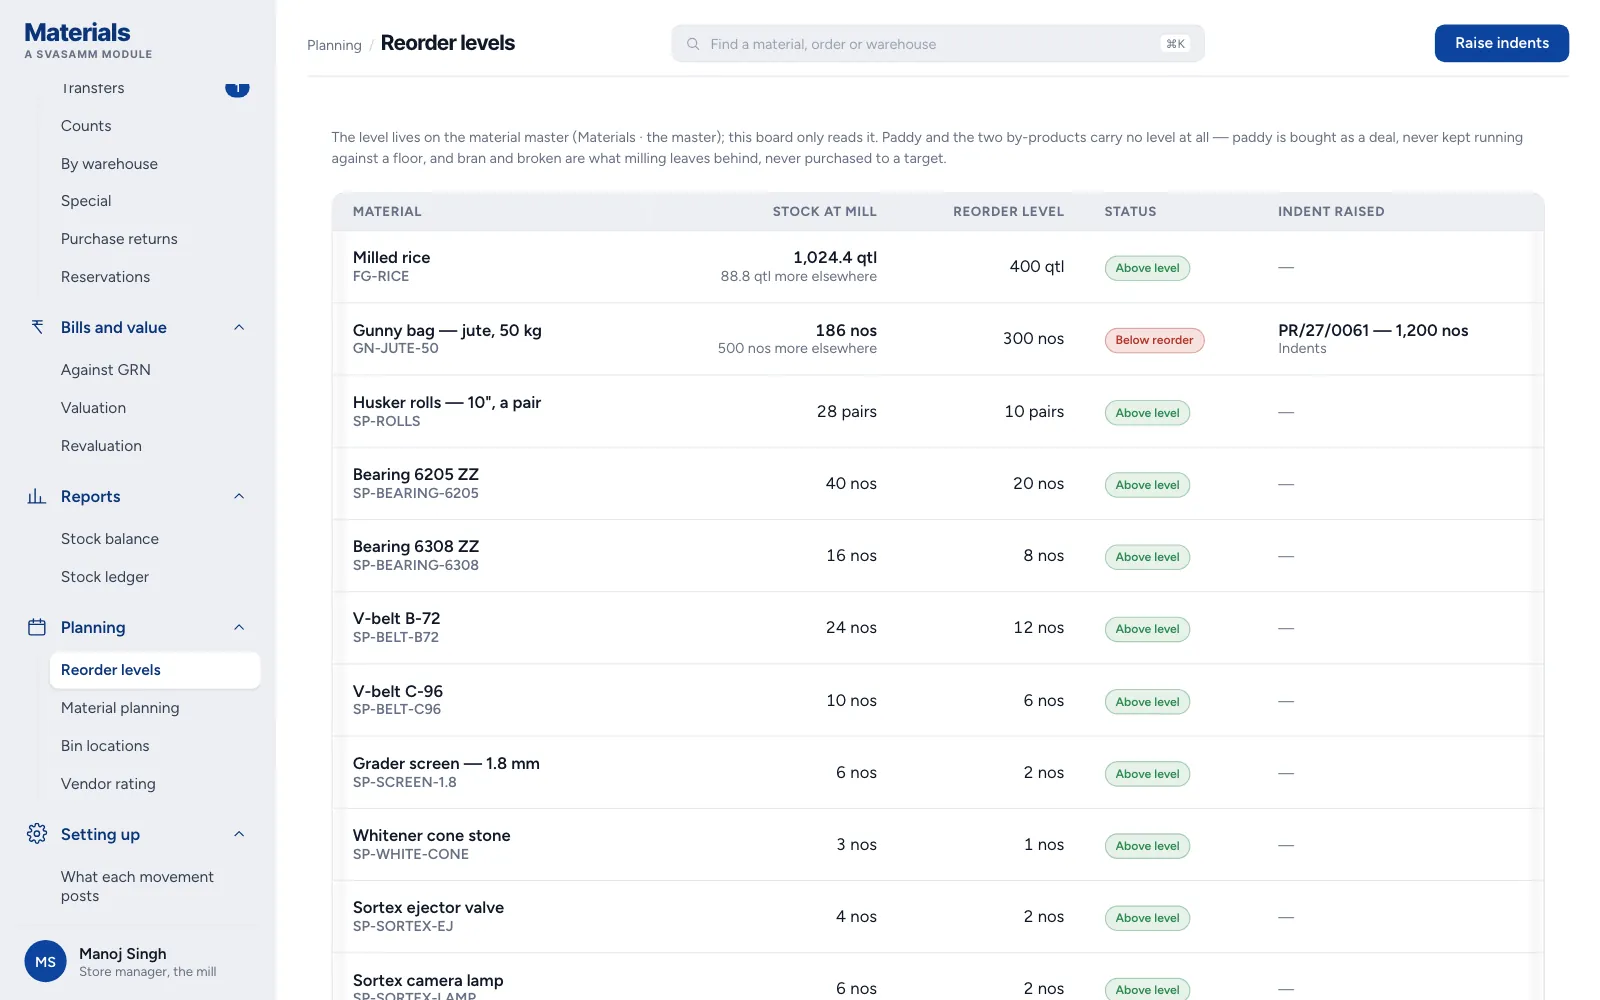 Materials
A SVASAMM MODULE
Transfers
1
Counts
By warehouse
Special
Purchase returns
Reservations
Bills and value
Against GRN
Valuation
Revaluation
Reports
Stock balance
Stock ledger
Planning
Reorder levels
Material planning
Bin locations
Vendor rating
Setting up
What each movement
posts
MS
Manoj Singh
Store manager, the mill
Planning / Reorder levels
Find a material, order or warehouse
⌘K
Raise indents
The level lives on the material master (Materials · the master); this board only reads it. Paddy and the two by-products carry no level at all — paddy is bought as a deal, never kept running
against a floor, and bran and broken are what milling leaves behind, never purchased to a target.
MATERIAL STOCK AT MILL REORDER LEVEL STATUS INDENT RAISED
Milled rice 1,024.4 qtl 400 qtl Above level —
FG-RICE 88.8 qtl more elsewhere
Gunny bag — jute, 50 kg 186 nos 300 nos Below reorder PR/27/0061 — 1,200 nos
GN-JUTE-50 500 nos more elsewhere Indents
Husker rolls — 10", a pair 28 pairs 10 pairs Above level —
SP-ROLLS
Bearing 6205 ZZ 40 nos 20 nos Above level —
SP-BEARING-6205
Bearing 6308 ZZ 16 nos 8 nos Above level —
SP-BEARING-6308
V-belt B-72 24 nos 12 nos Above level —
SP-BELT-B72
V-belt C-96 10 nos 6 nos Above level —
SP-BELT-C96
Grader screen — 1.8 mm 6 nos 2 nos Above level —
SP-SCREEN-1.8
Whitener cone stone 3 nos 1 nos Above level —
SP-WHITE-CONE
Sortex ejector valve 4 nos 2 nos Above level —
SP-SORTEX-EJ
Sortex camera lamp 6 nos 2 nos Above level —
SP-SORTEX-LAMP